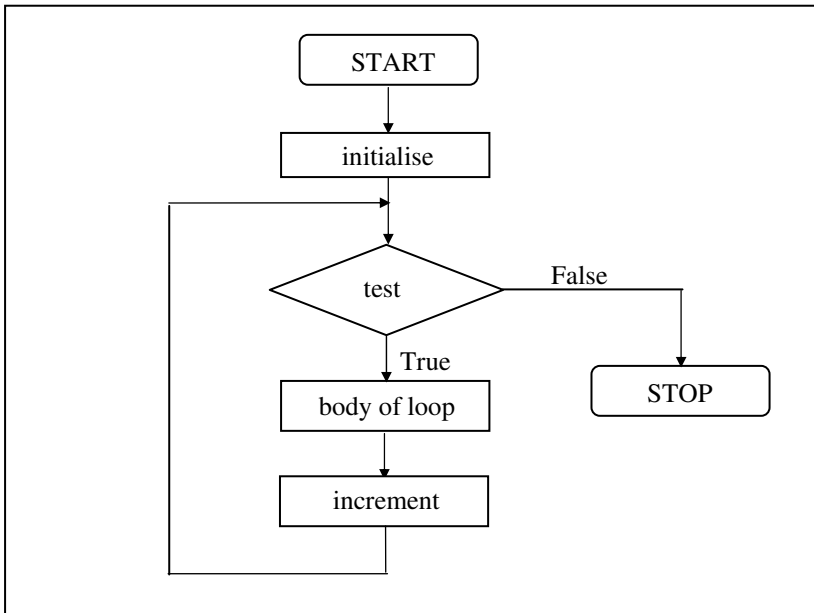 START
initialise
test
False
True
body of loop
STOP
increment